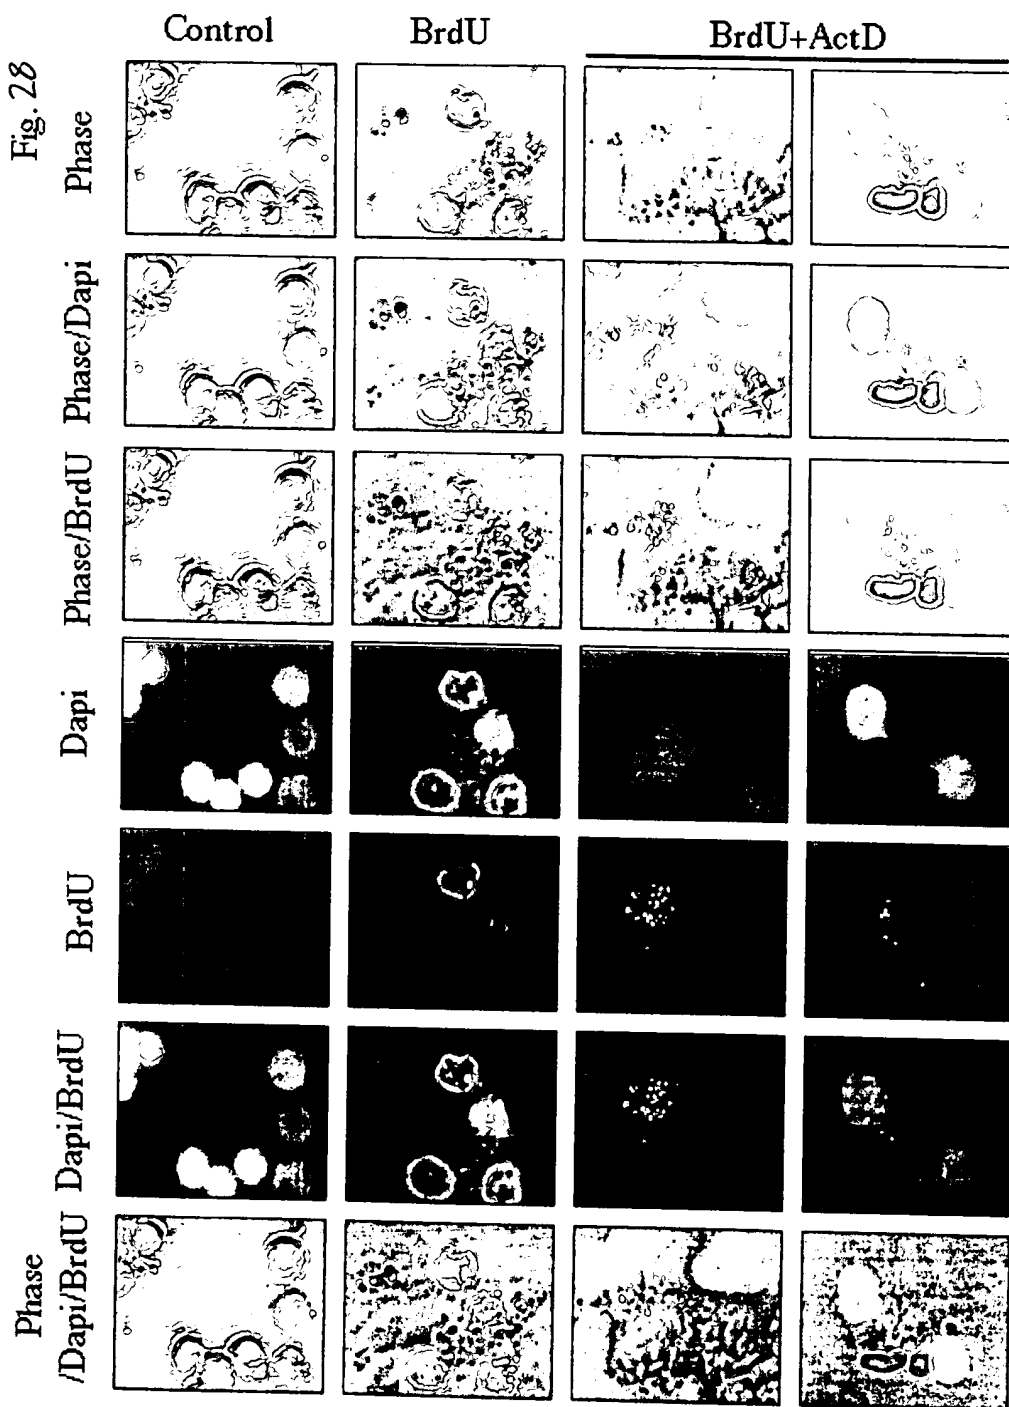 Control
BrdU
BrdU+ActD
Fig. 28
Phase
Phase/Dapi
Phase/BrdU
Dapi
BrdU
Dapi/BrdU
Phase
/Dapi/BrdU